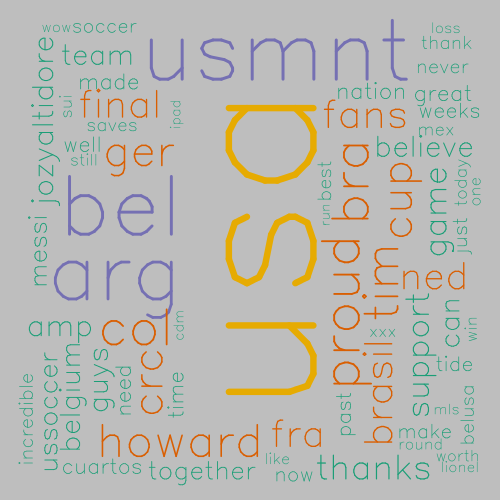 wow
soccer
usmnt
loss
thank
team
never
made
jozyaltidore
sui
final
ipad
nation
great
saves
fans
weeks
mex
well
still
ger
usa
believe
bel
best
run
bra
cup
game
today
just
one
messi
arg
proud
tim
ned
amp
col
cdm
xxx
brasil
support
can
win
crc
guys
need
time
belgium
ussoccer
incredible
past
tide
mls
belusa
howard
fra
make
round
cuartos
together
like
now
thanks
worth
lionel